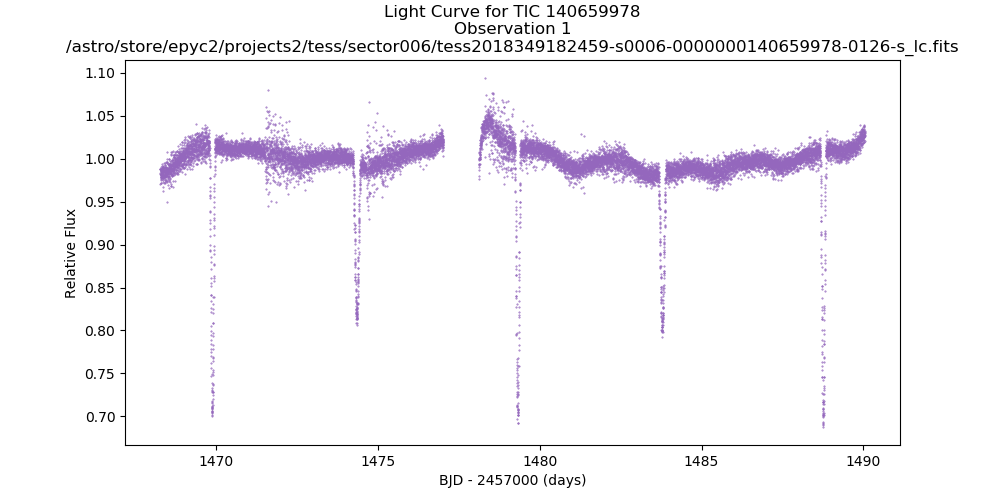 Light Curve for TIC 140659978
Observation 1
/astro/store/epyc2/projects2/tess/sector006/tess2018349182459-s0006-0000000140659978-0126-s_lc.fits
1.10
1.05
1.00
0.95
0.90
0.85
0.80
0.75
0.70
Relative Flux
1470
1475
1480
1485
1490
BJD - 2457000 (days)